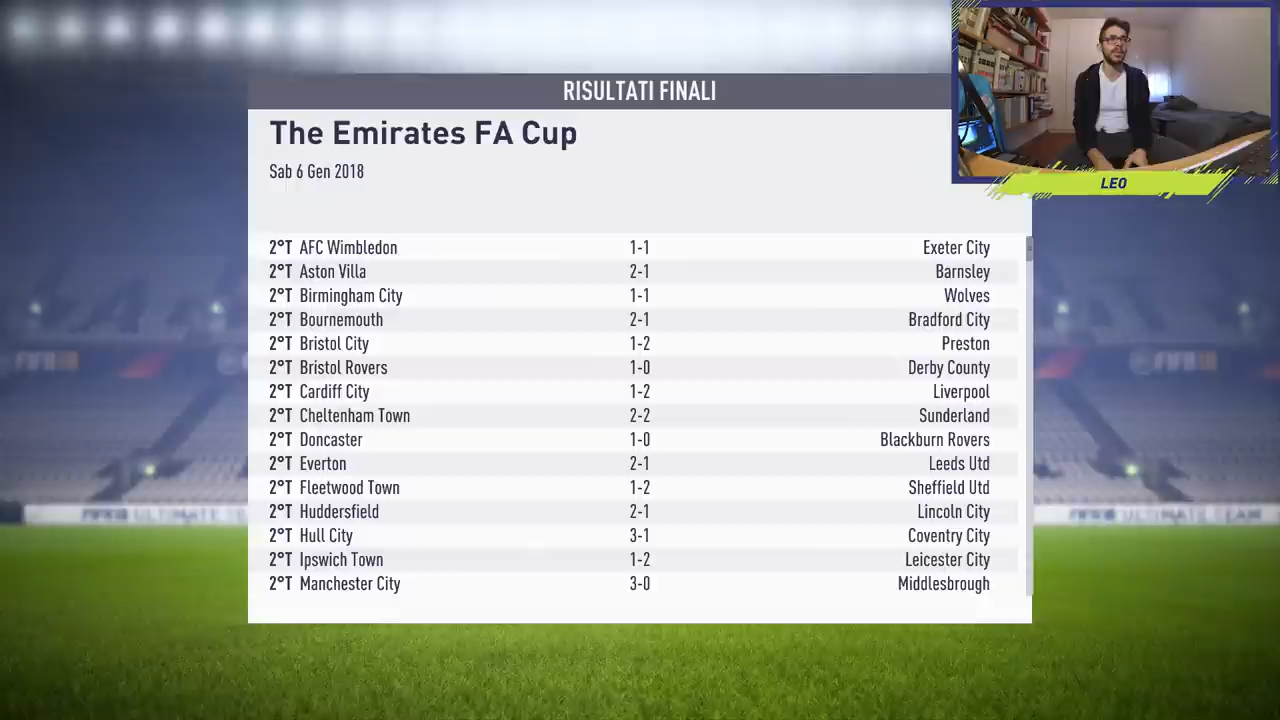 RISULTATI FINALI
The Emirates FA Cup
Sab 6 Gen 2018
LEO
2°T AFC Wimbledon 1-1 Exeter City
2°T Aston Villa 2-1 Barnsley
2°T Birmingham City 1-1 Wolves
2°T Bournemouth 2-1 Bradford City
2°T Bristol City 1-2 Preston
2°T Bristol Rovers 1-0 Derby County
2°T Cardiff City 1-2 Liverpool
2°T Cheltenham Town 2-2 Sunderland
2°T Doncaster 1-0 Blackburn Rovers
2°T Everton 2-1 Leeds Utd
2°T Fleetwood Town 1-2 Sheffield Utd
2°T Huddersfield 2-1 Lincoln City
2°T Hull City 3-1 Coventry City
2°T Ipswich Town 1-2 Leicester City
2°T Manchester City 3-0 Middlesbrough